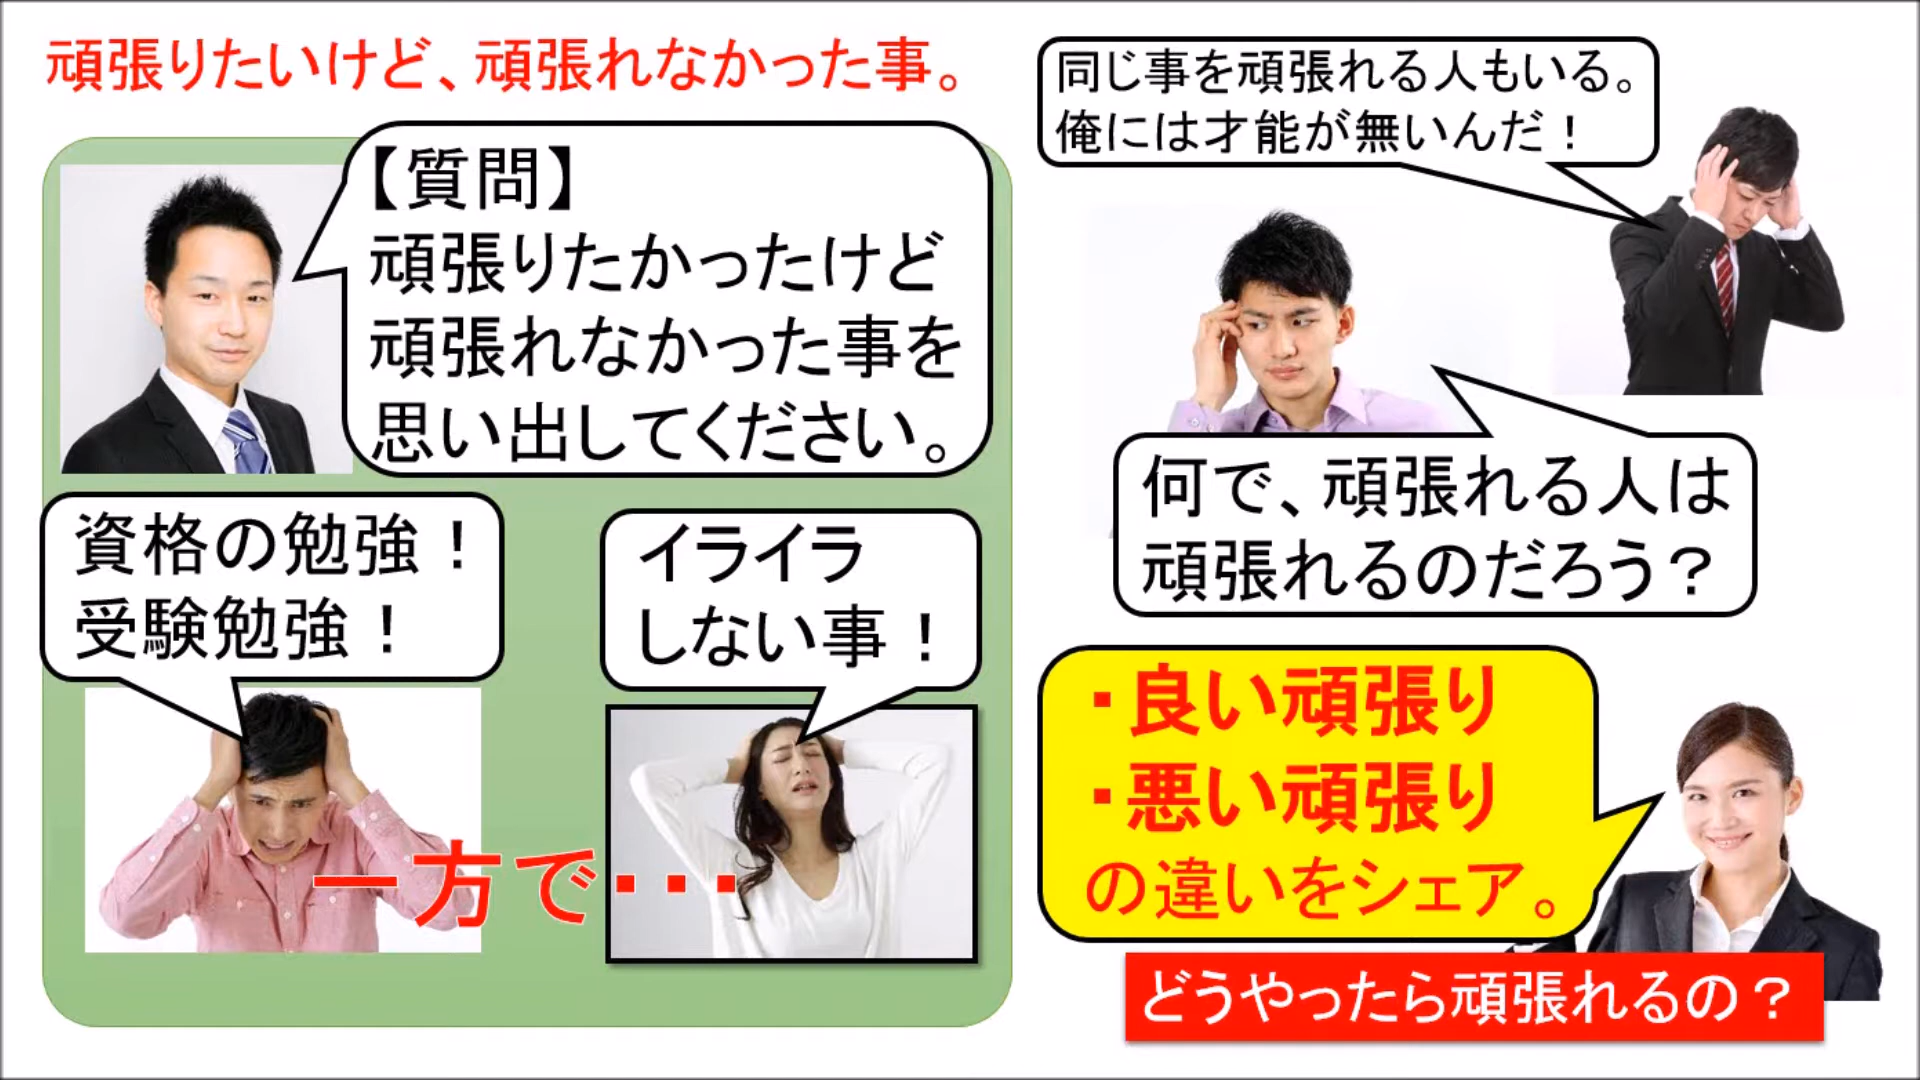 頑張りたいけど、頑張れなかった事。
【質問】
頑張りたかったけど
頑張れなかった事を
思い出してください。
資格の勉強！
受験勉強！
イライラ
しない事！
一方で・・・
同じ事を頑張れる人もいる。
俺には才能が無いんだ！
何で、頑張れる人は
頑張れるのだろう？
・良い頑張り
・悪い頑張り
の違いをシェア。
どうやったら頑張れるの？